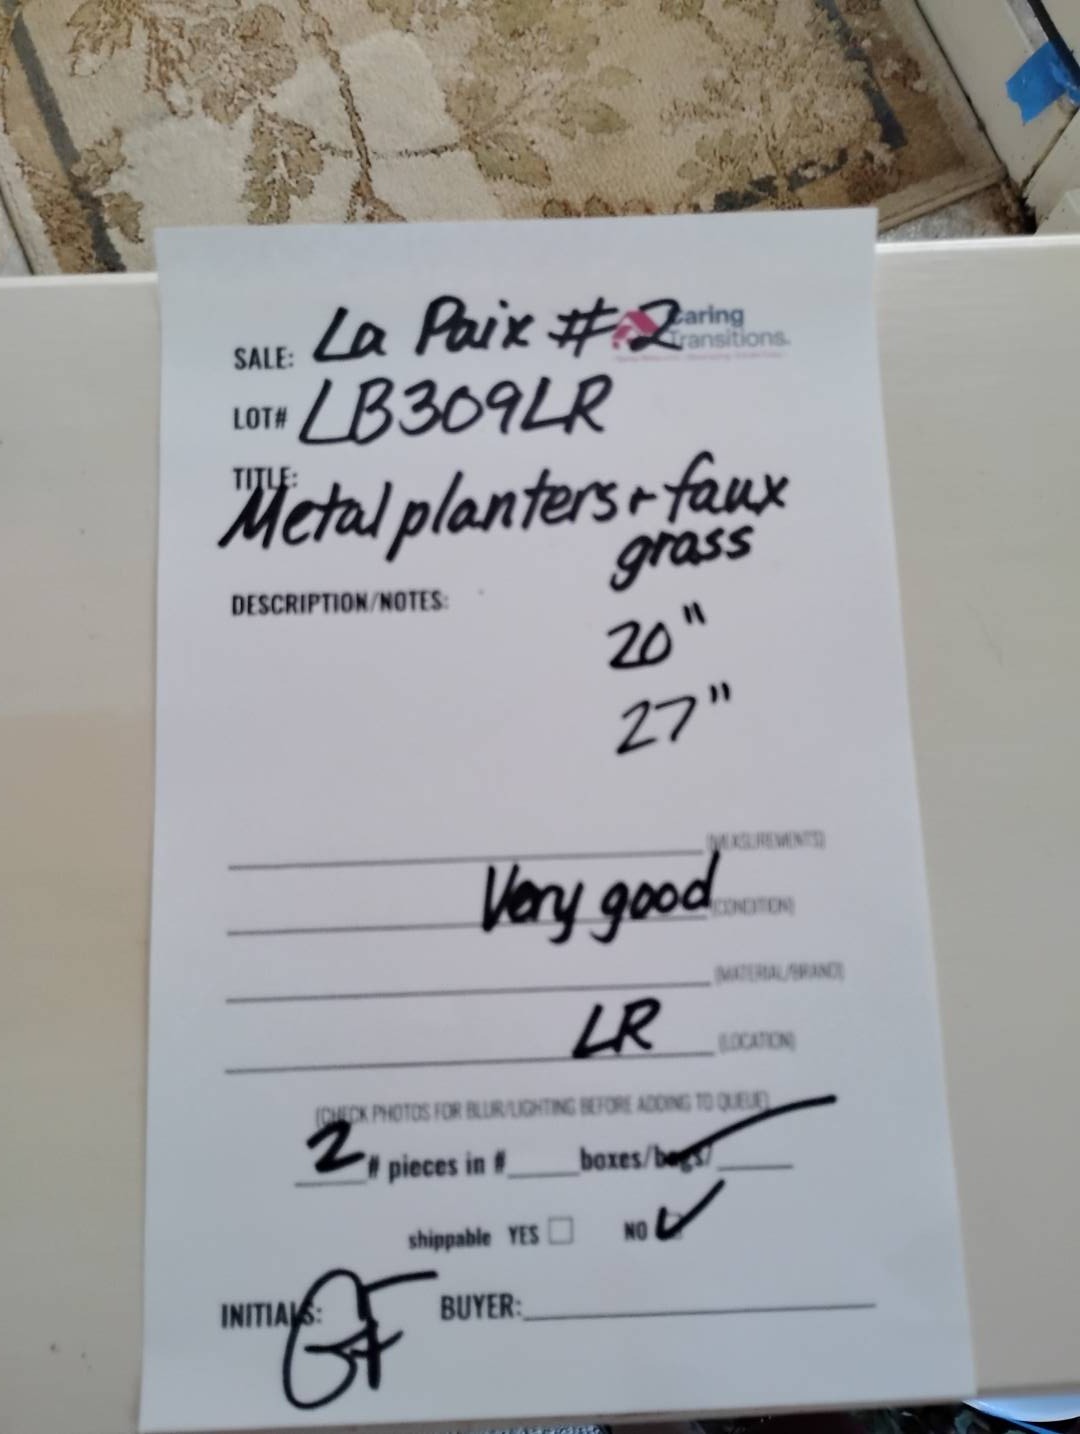 SALE: La Paix #2 Caring Transitions.
LOT# LB309LR
TITLE:
Metal planters + faux
grass
DESCRIPTION/NOTES:
20"
27"
(MEASUREMENTS)
Very good (CONDITION)
(MATERIAL/BRAND)
LR (LOCATION)
(CHECK PHOTOS FOR BLUR/LIGHTING BEFORE ADDING TO QUEUE)
2 # pieces in # boxes/bags/
shippable YES NO
INITIALS: GF BUYER: